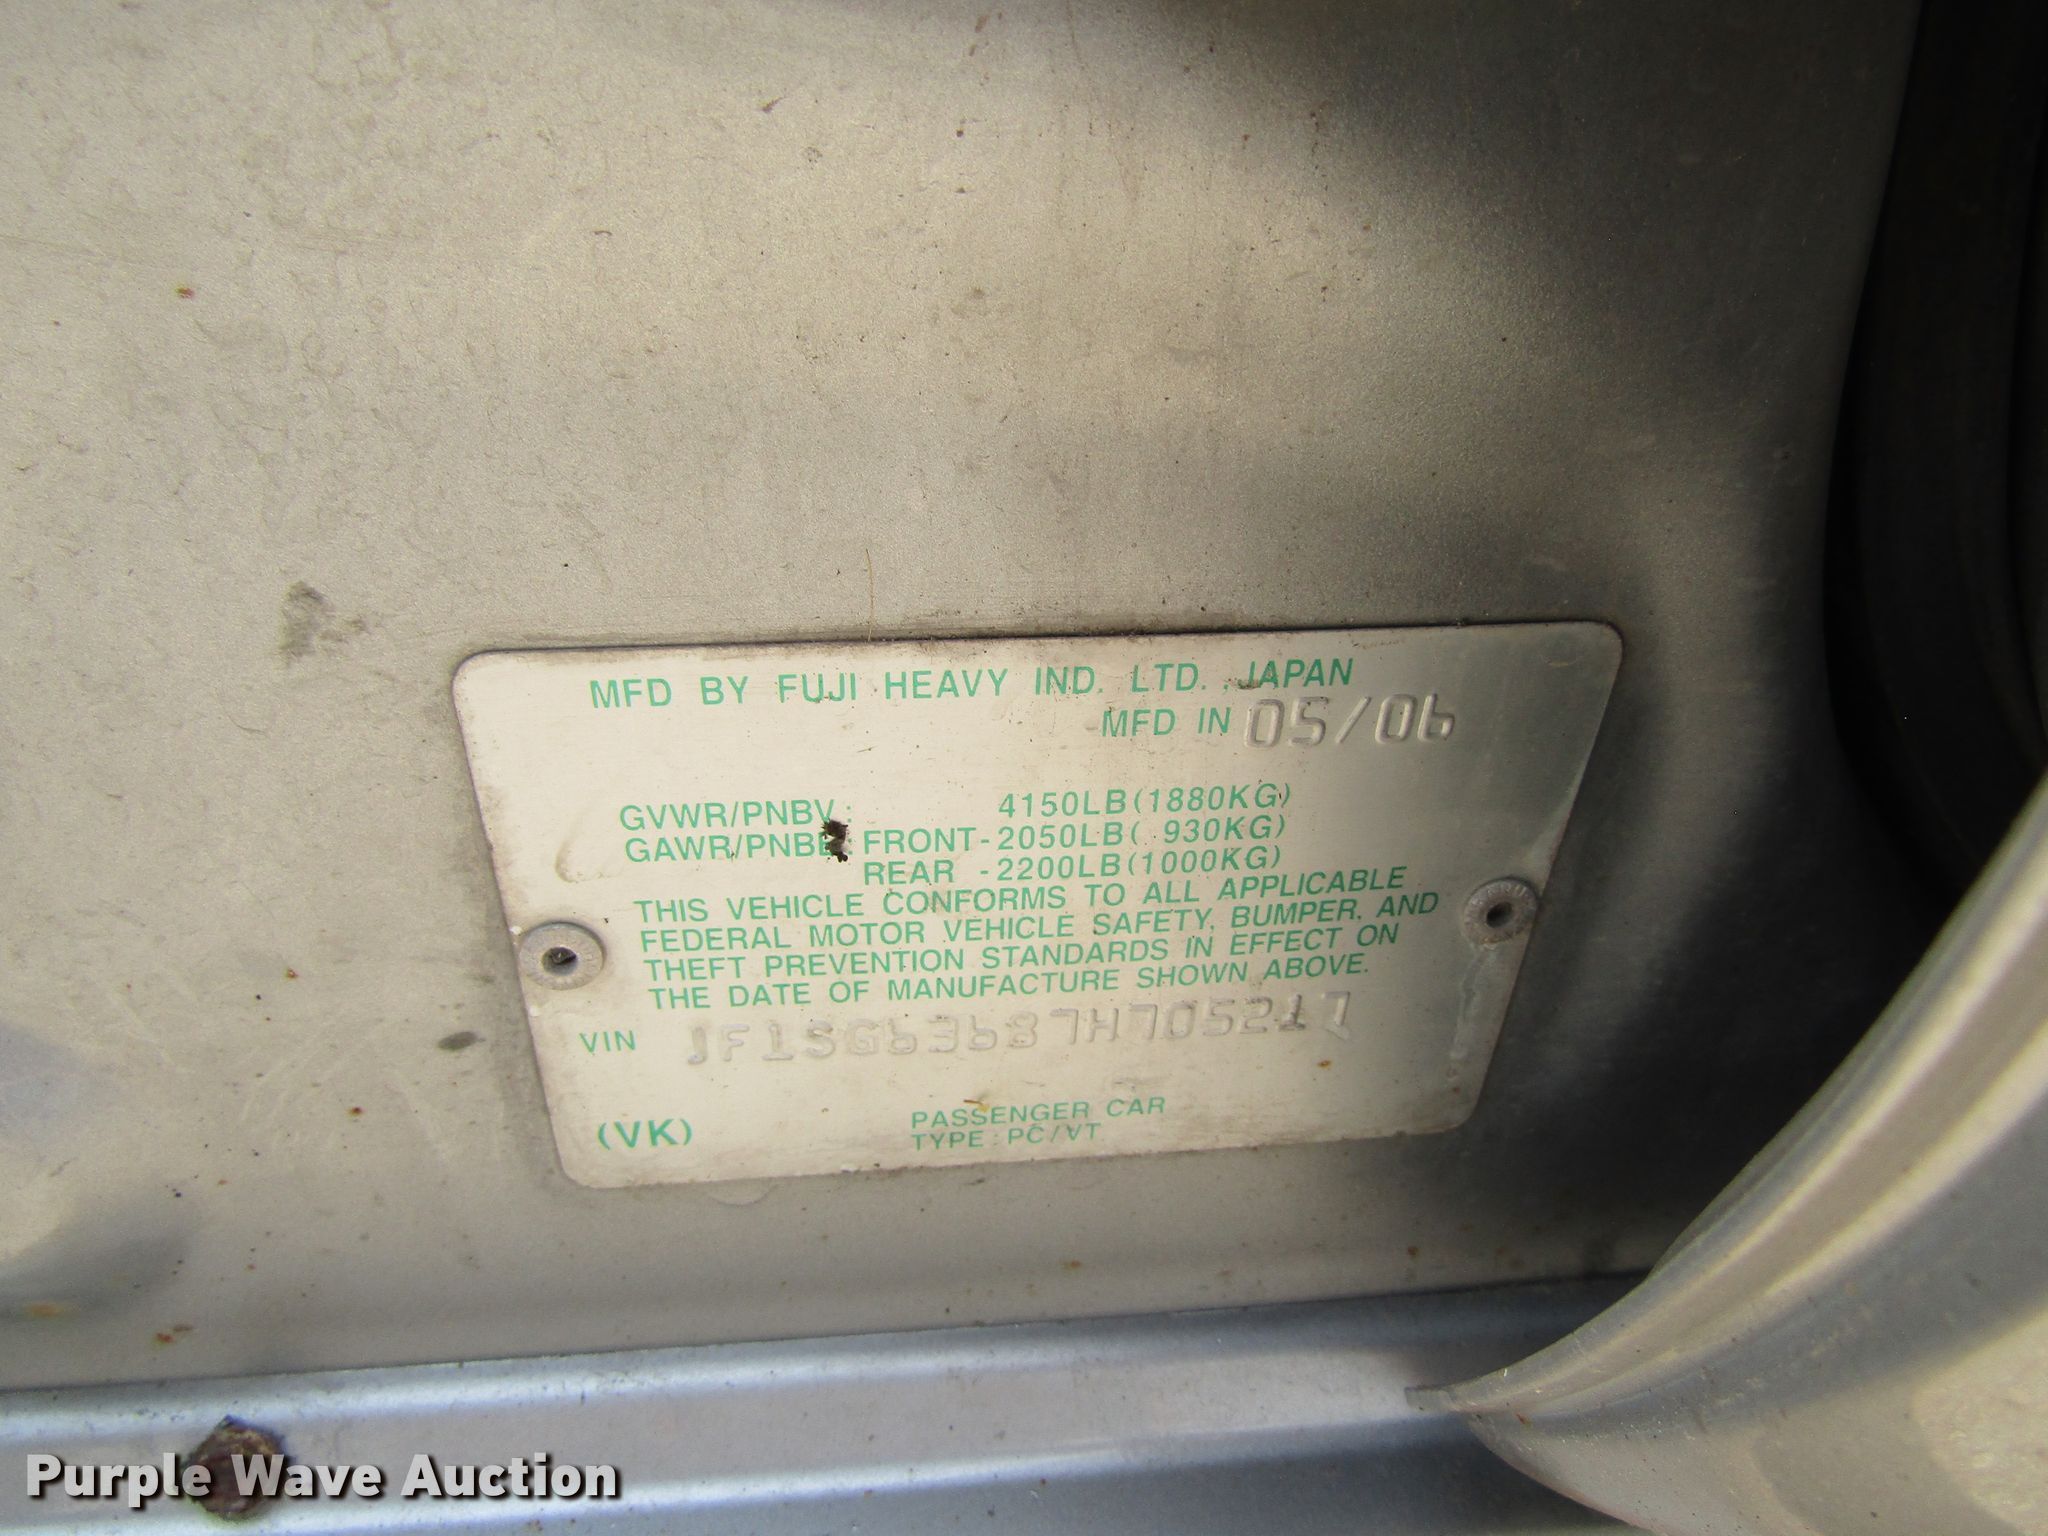 MFD BY FUJI HEAVY IND. LTD., JAPAN
MFD IN 05/06
GVWR/PNBV: 4150LB(1880KG)
GAWR/PNBE: FRONT-2050LB( 930KG)
REAR -2200LB(1000KG)
THIS VEHICLE CONFORMS TO ALL APPLICABLE
FEDERAL MOTOR VEHICLE SAFETY, BUMPER, AND
THEFT PREVENTION STANDARDS IN EFFECT ON
THE DATE OF MANUFACTURE SHOWN ABOVE.
VIN JF1SG63687H705217
(VK) PASSENGER CAR
TYPE : PC/VT
Purple Wave Auction